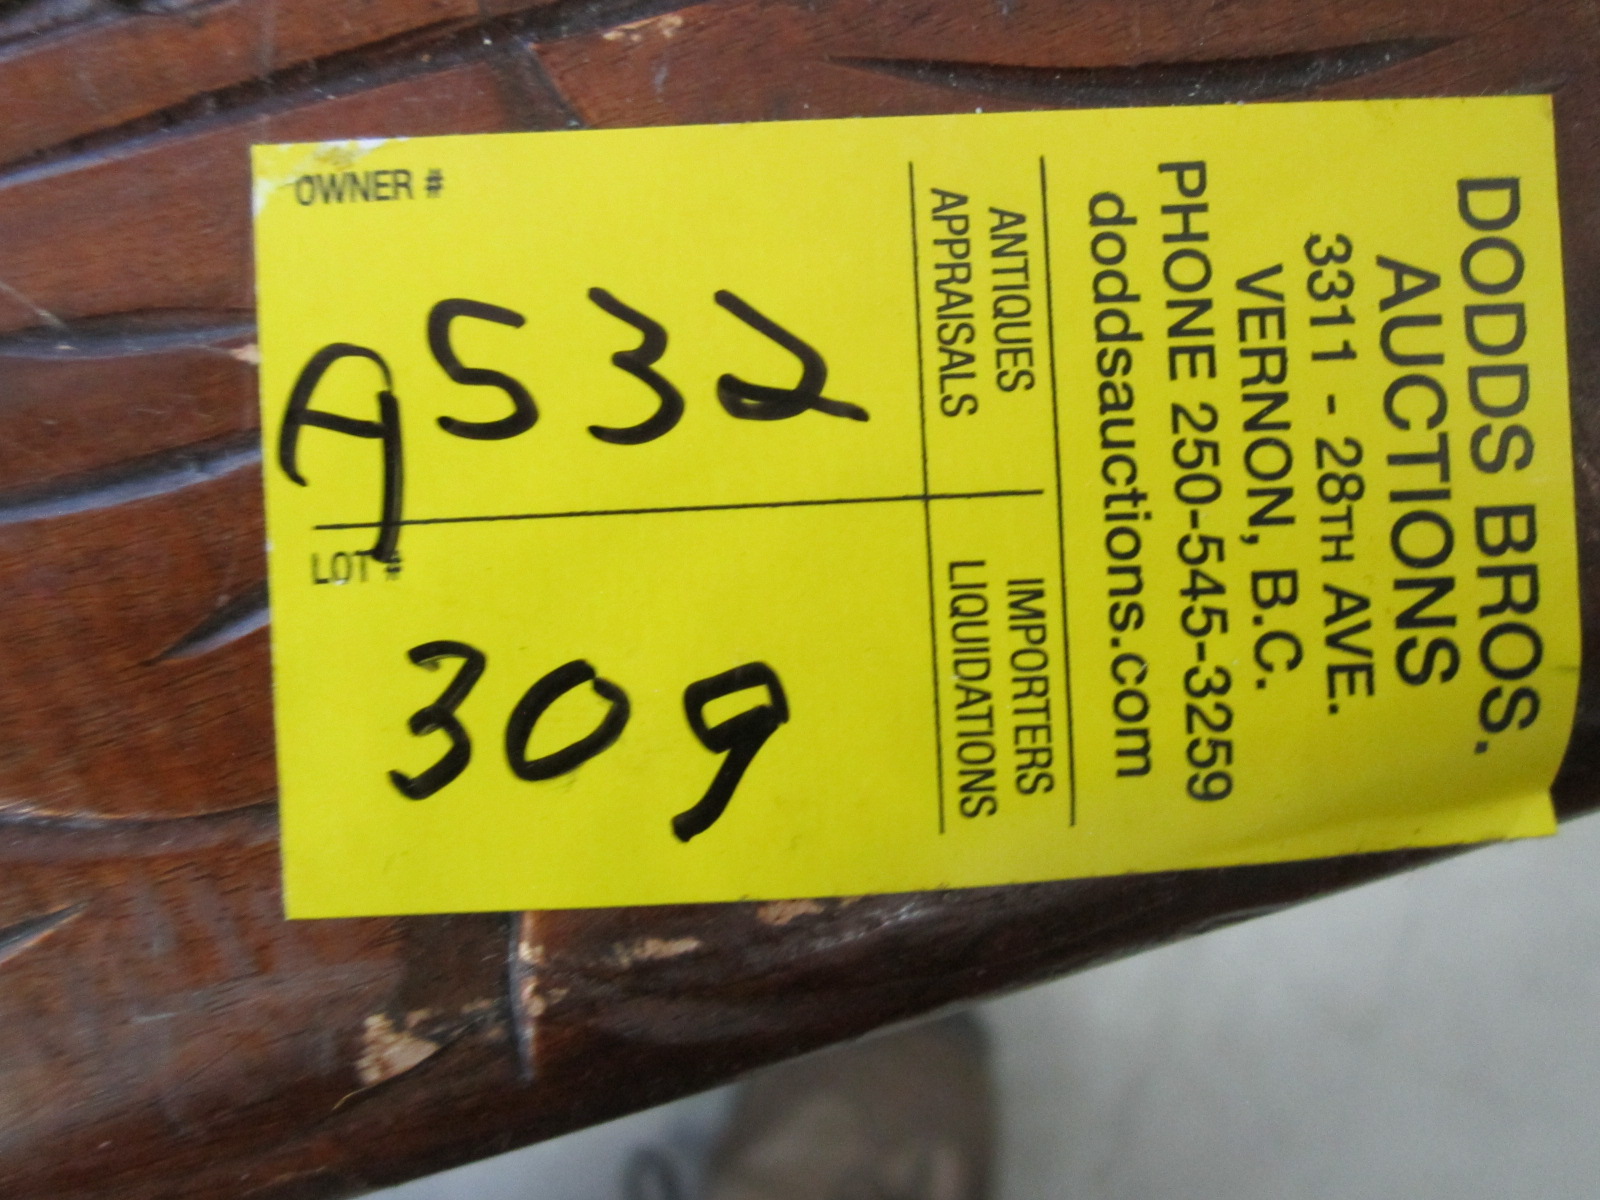 DODDS BROS.
AUCTIONS
3311 - 28TH AVE.
VERNON, B.C.
PHONE 250-545-3259
doddsauctions.com
ANTIQUES IMPORTERS
APPRAISALS LIQUIDATIONS
OWNER #
A532
LOT #
309